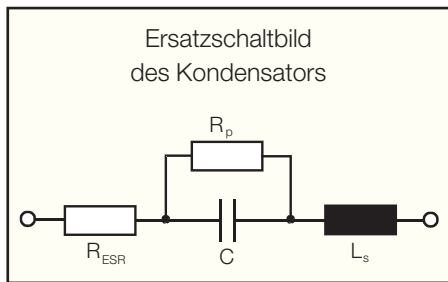 Ersatzschaltbild
des Kondensators
Rp
RESR
C
Ls